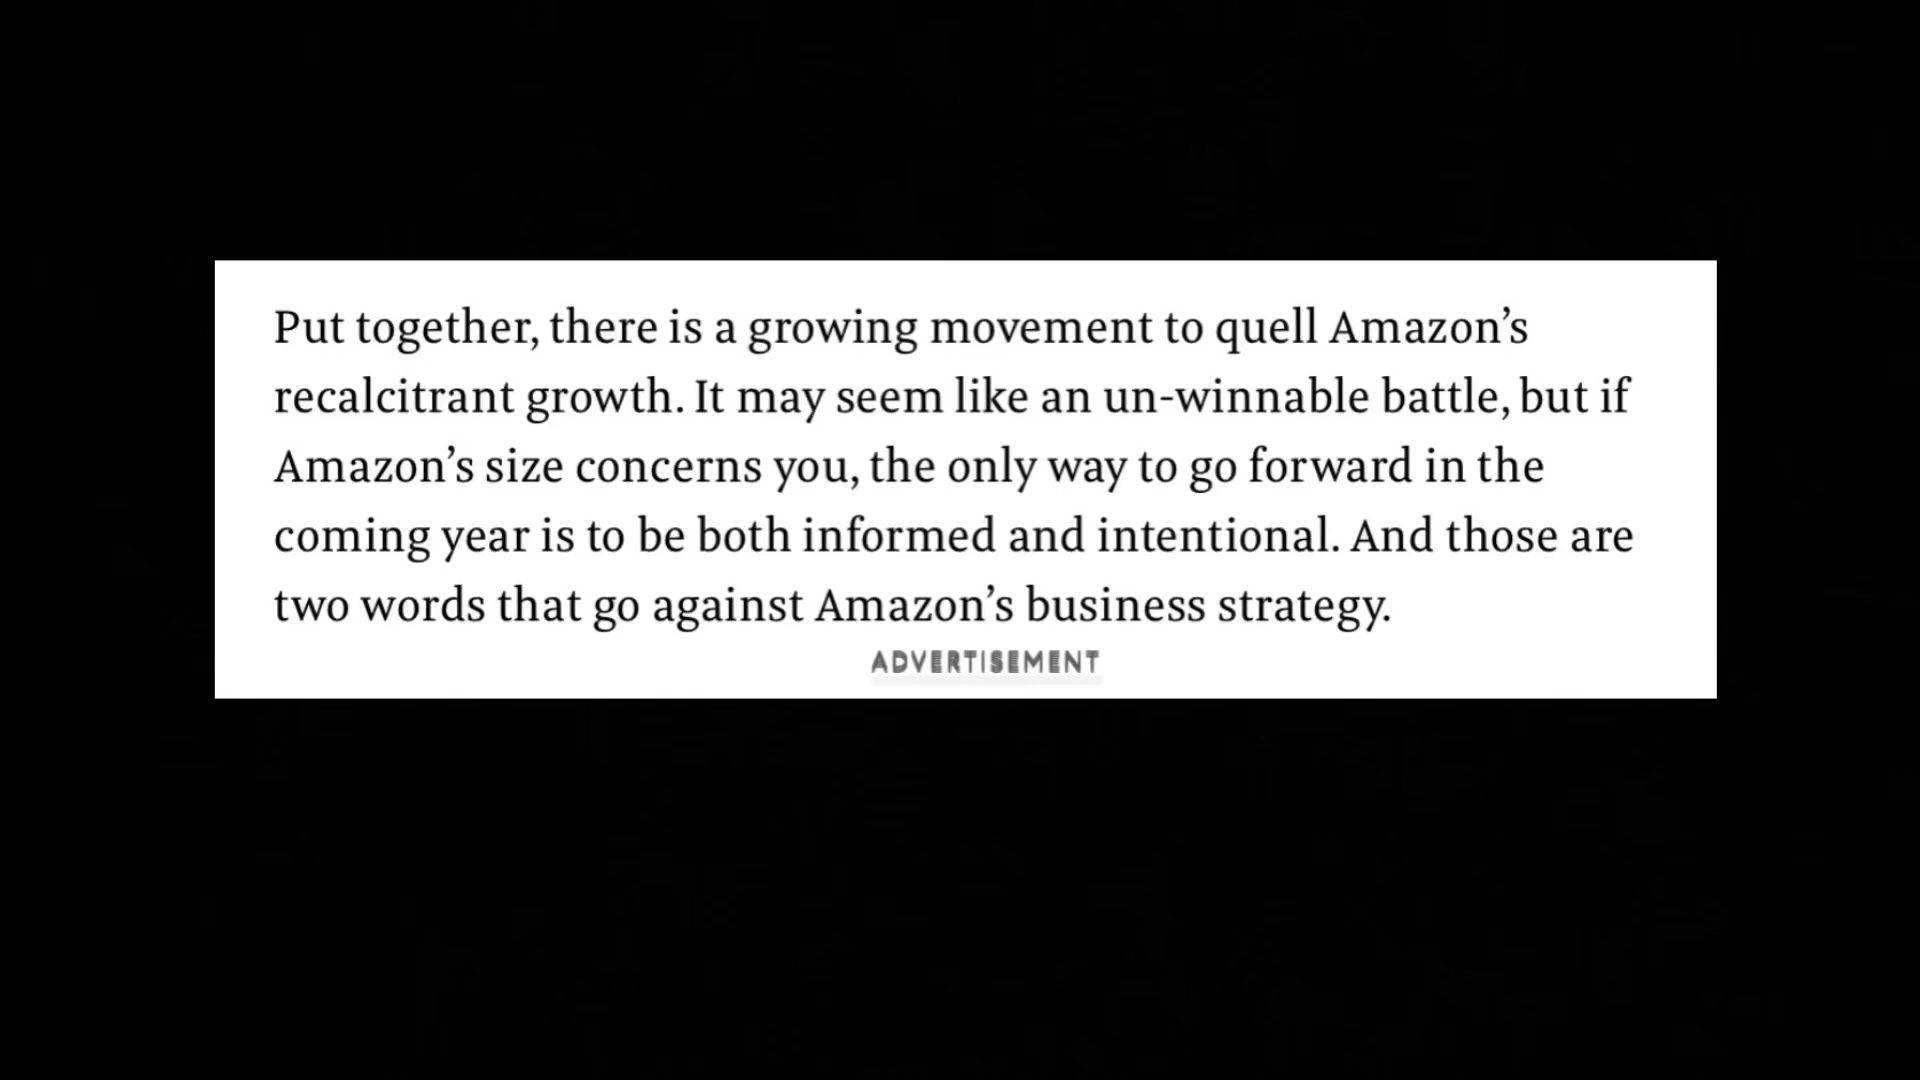 Put together, there is a growing movement to quell Amazon’s
recalcitrant growth. It may seem like an un-winnable battle, but if
Amazon’s size concerns you, the only way to go forward in the
coming year is to be both informed and intentional. And those are
two words that go against Amazon’s business strategy.
ADVERTISEMENT